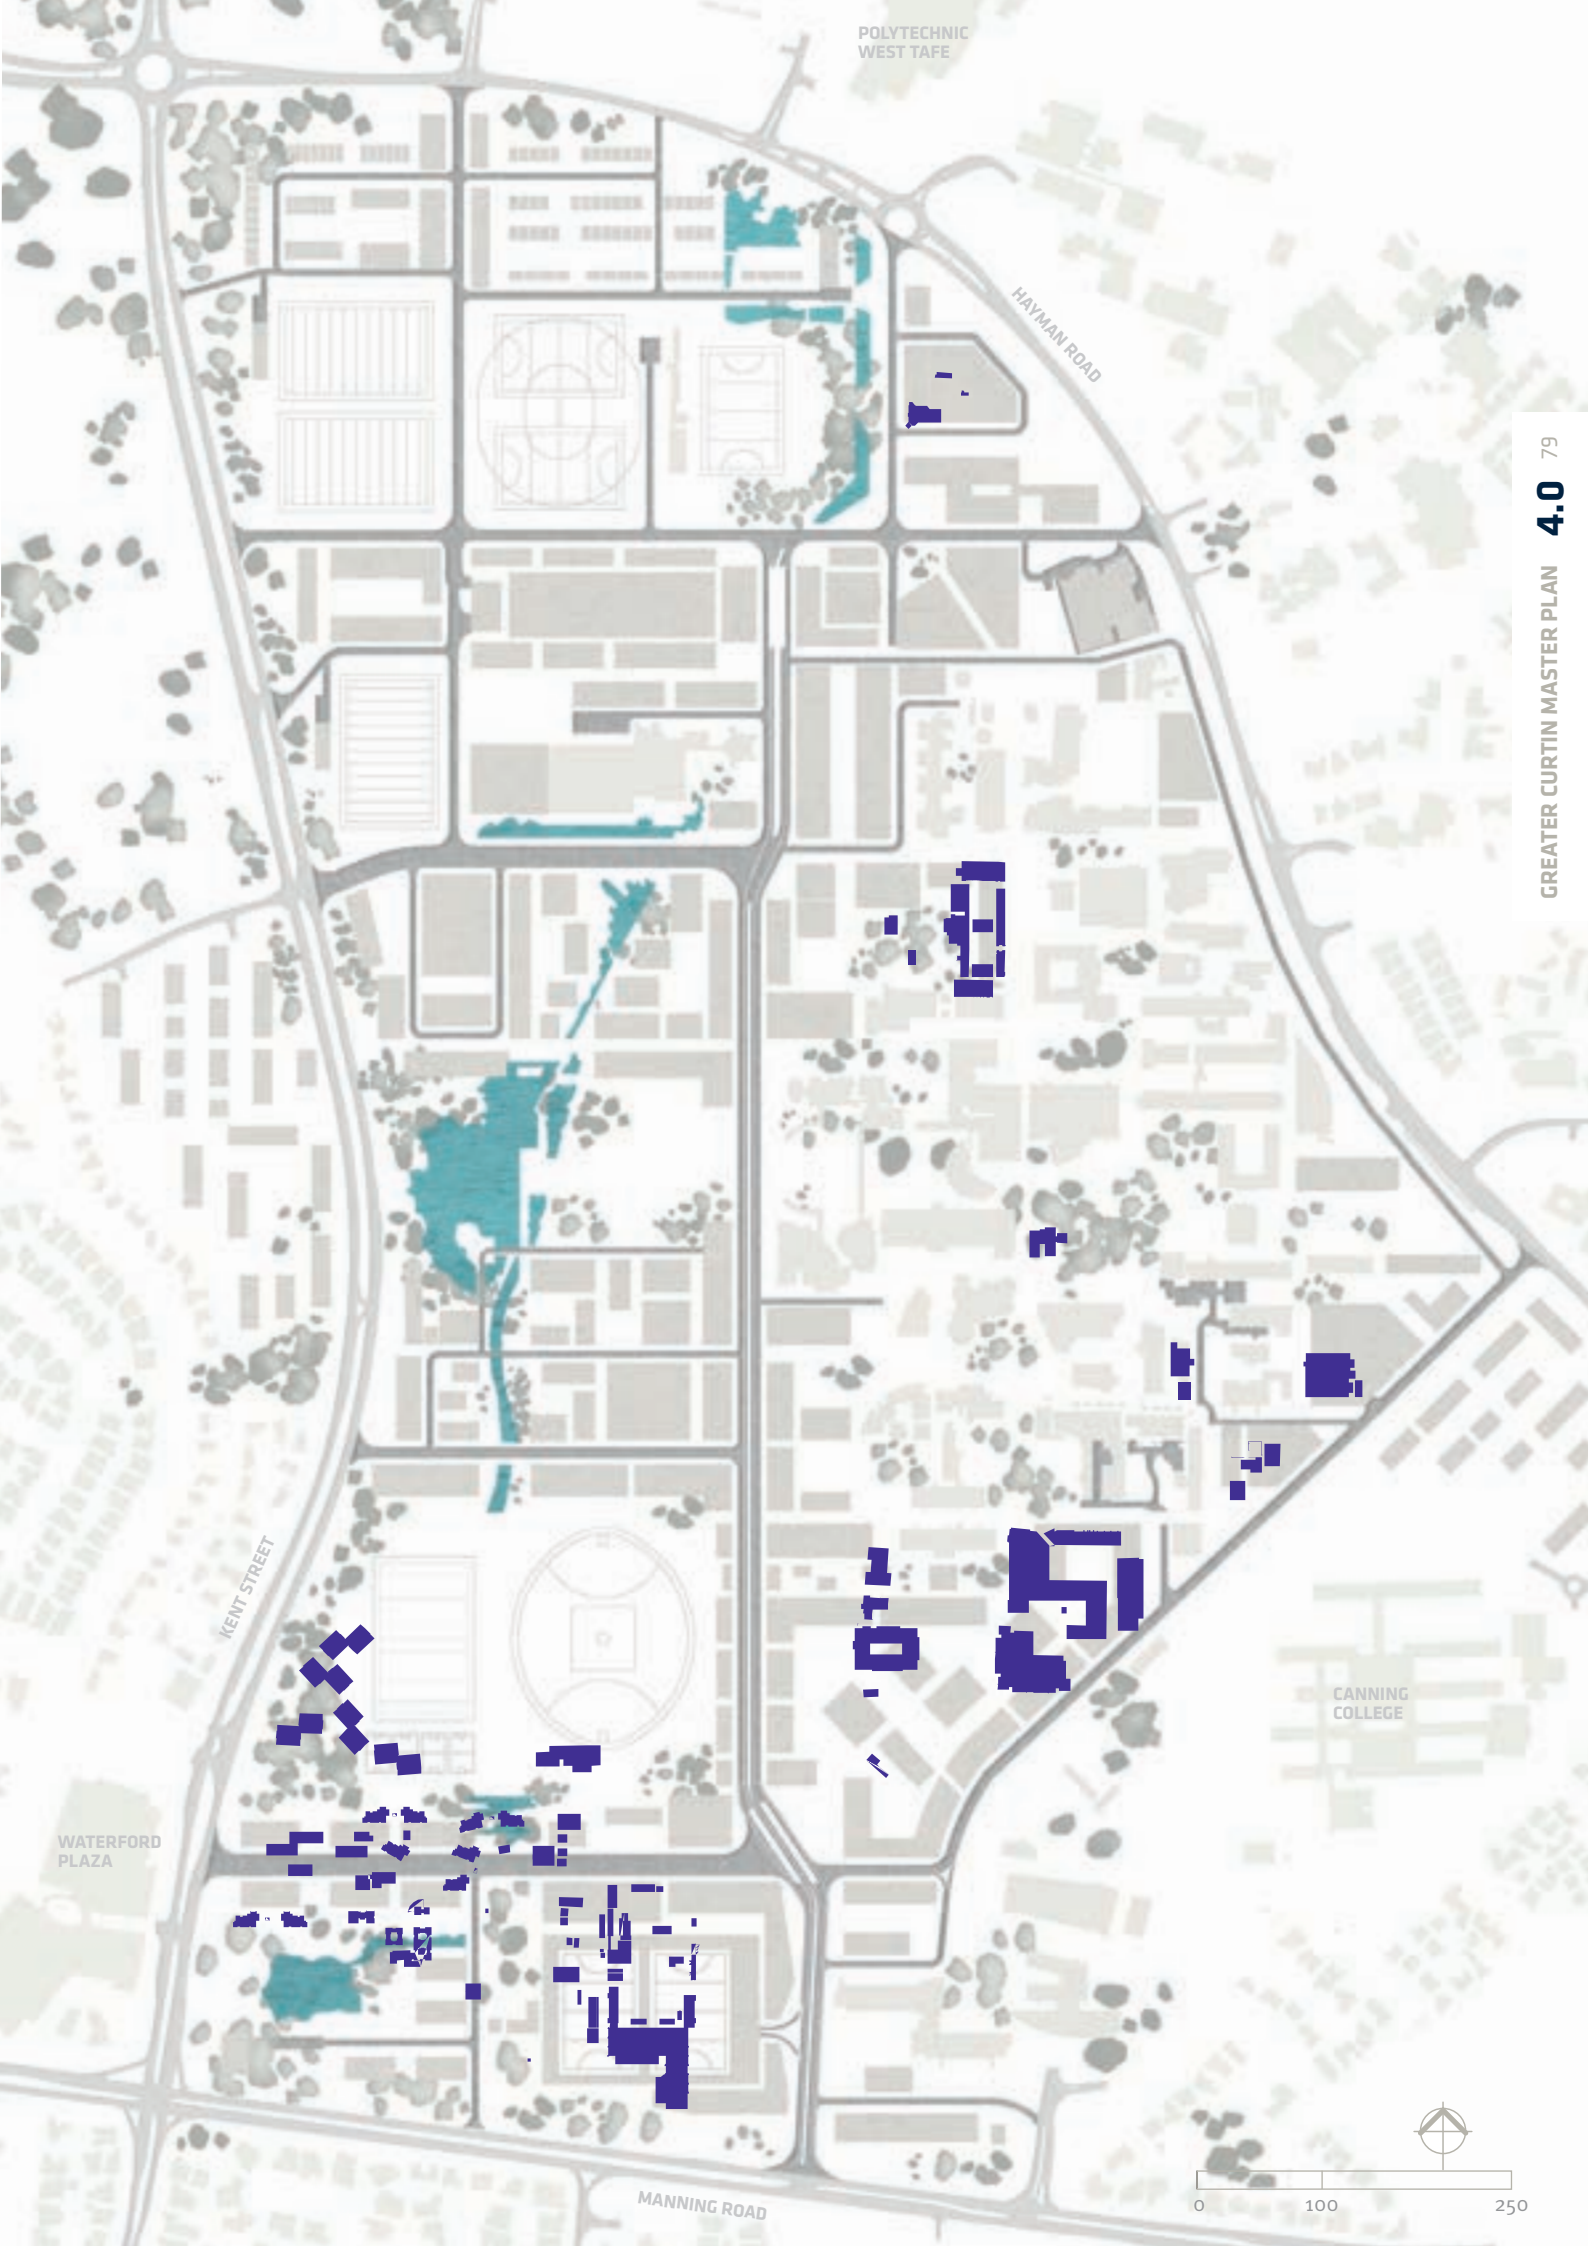 POLYTECHNIC
WEST TAFE
HAYMAN ROAD
GREATER CURTIN MASTER PLAN 4.0 79
KENT STREET
CANNING
COLLEGE
WATERFORD
PLAZA
MANNING ROAD
0 100 250